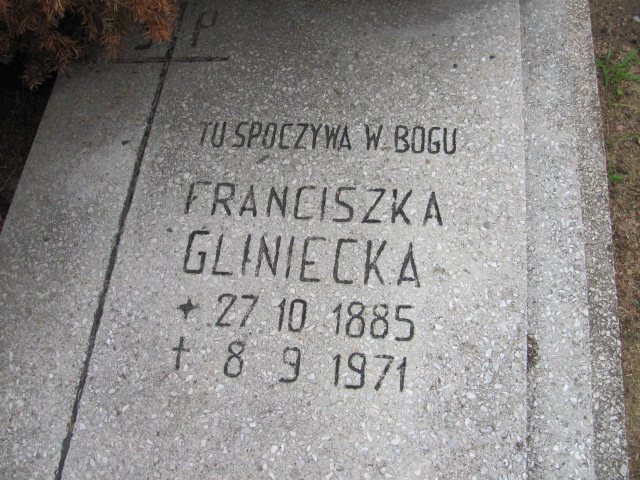 Ś P
TU SPOCZYWA W BOGU
FRANCISZKA
GLINIECKA
27 10 1885
† 8 9 1971